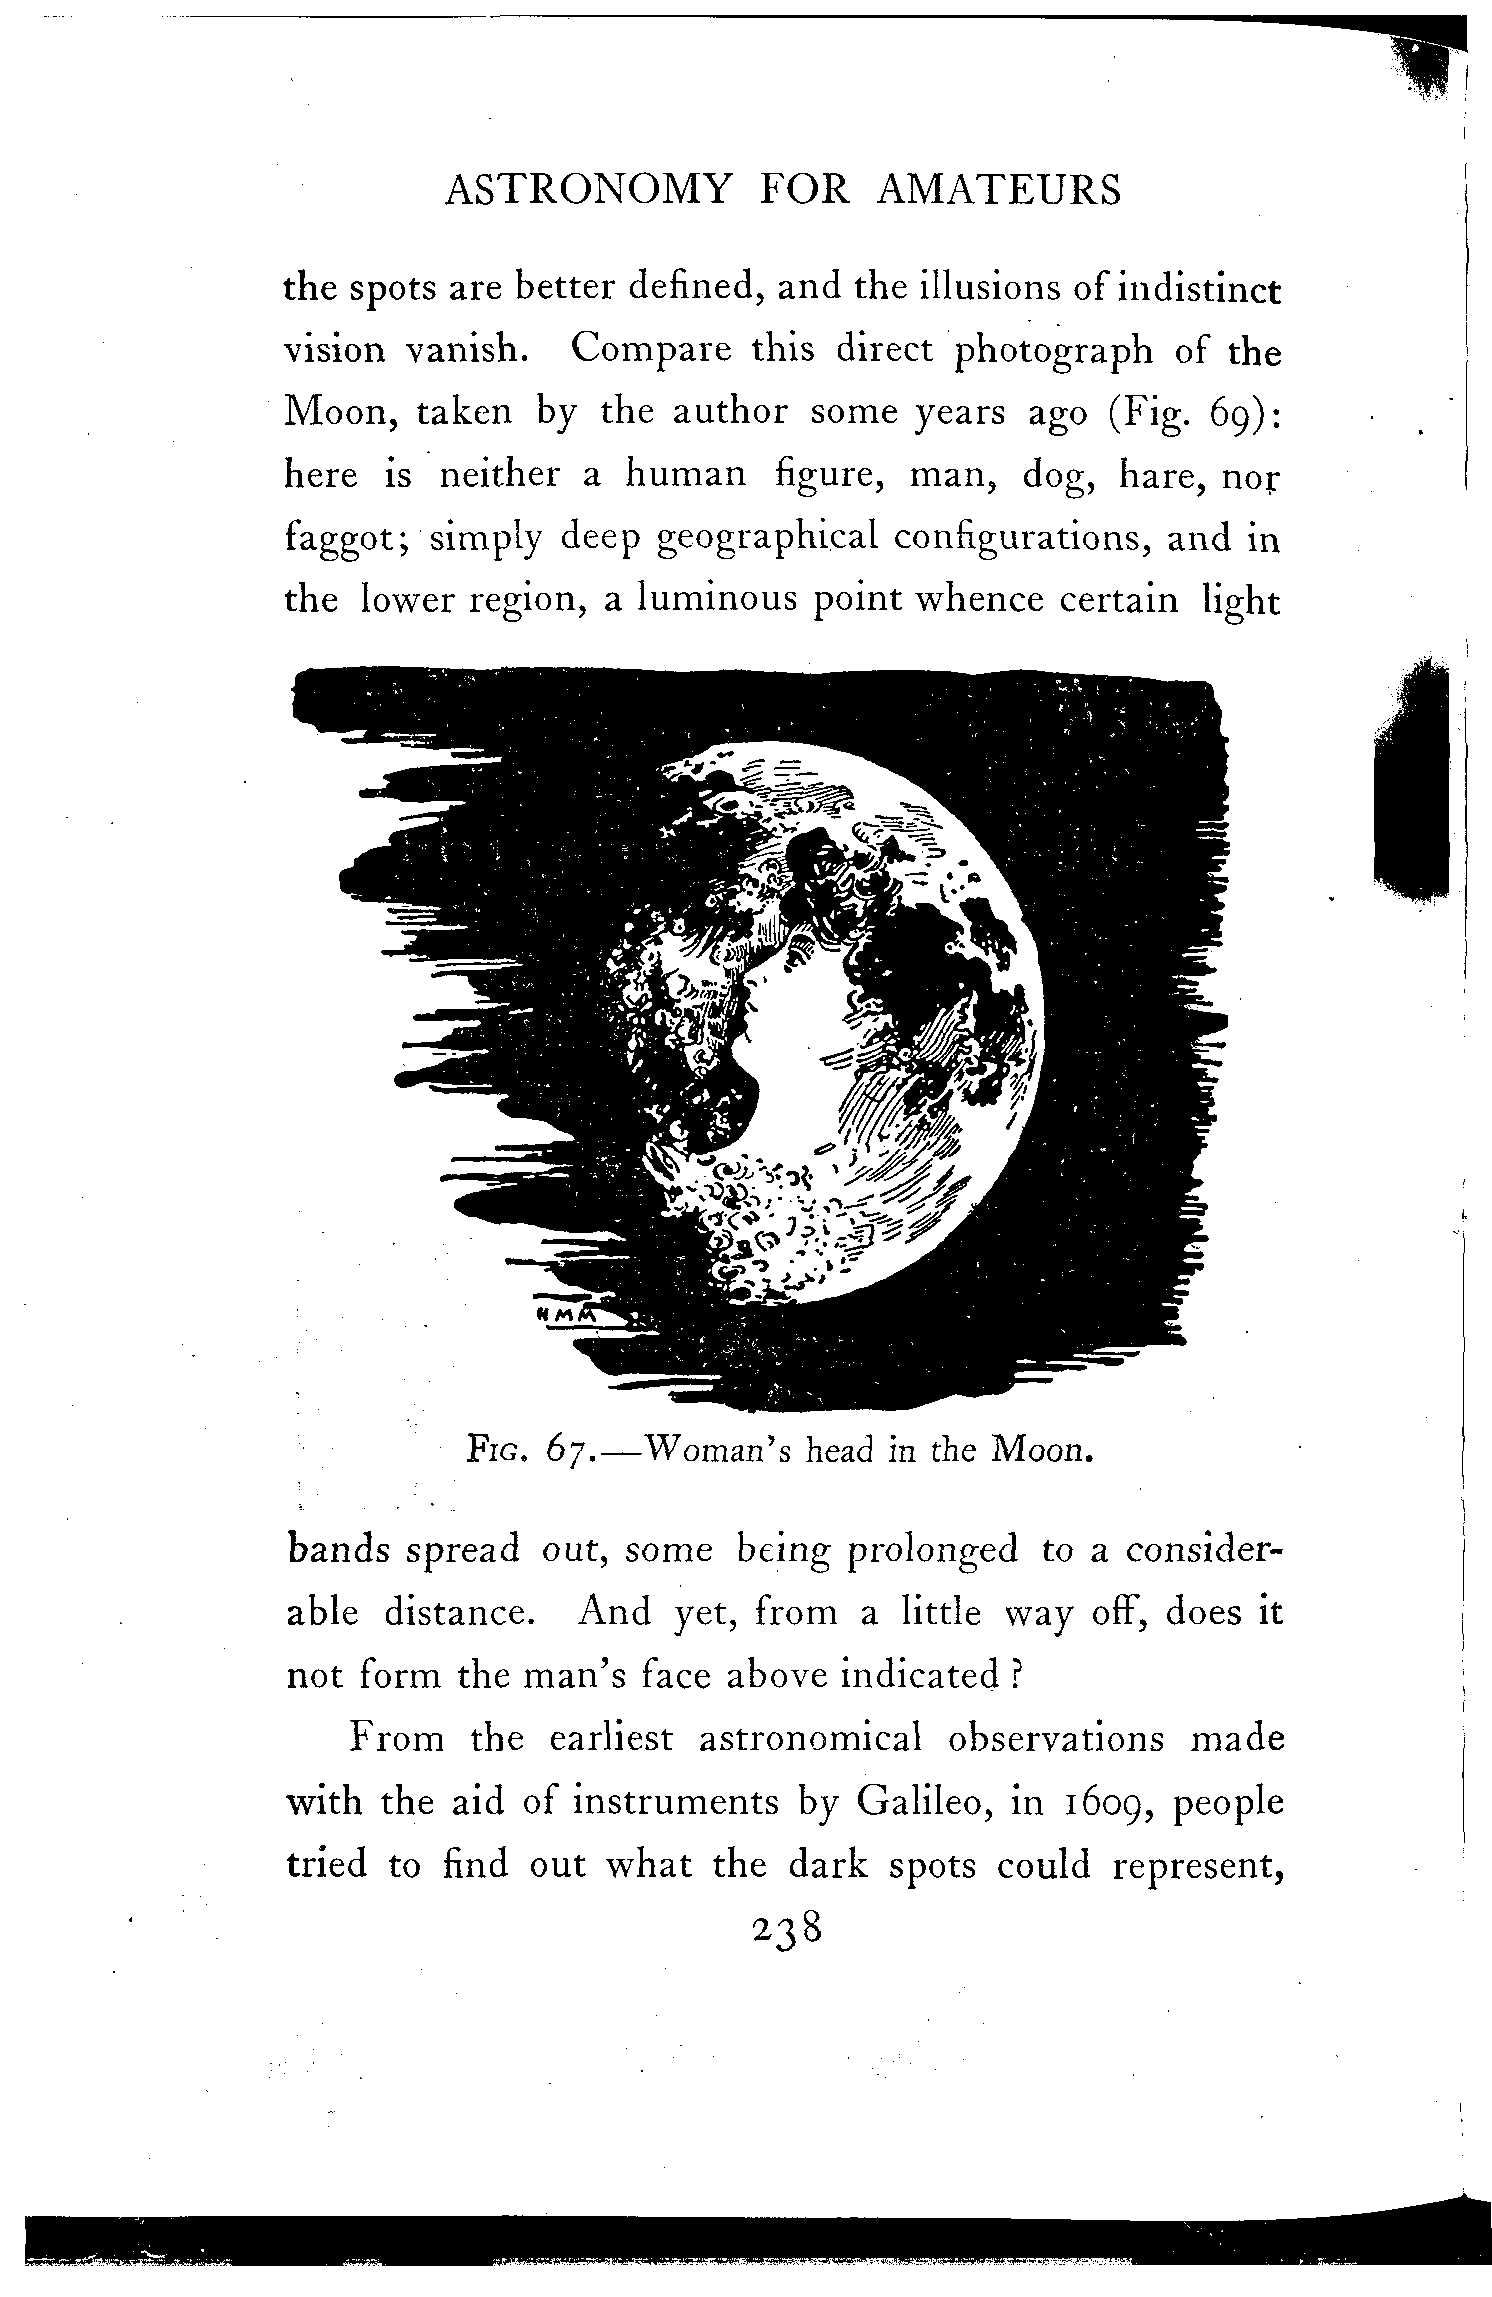 ASTRONOMY FOR AMATEURS
the spots are better defined, and the illusions of indistinct
vision vanish. Compare this direct photograph of the
Moon, taken by the author some years ago (Fig. 69):
here is neither a human figure, man, dog, hare, nor
faggot; simply deep geographical configurations, and in
the lower region, a luminous point whence certain light
HMM
FIG. 67.—Woman's head in the Moon.
bands spread out, some being prolonged to a consider-
able distance. And yet, from a little way off, does it
not form the man's face above indicated?
From the earliest astronomical observations made
with the aid of instruments by Galileo, in 1609, people
tried to find out what the dark spots could represent,
238